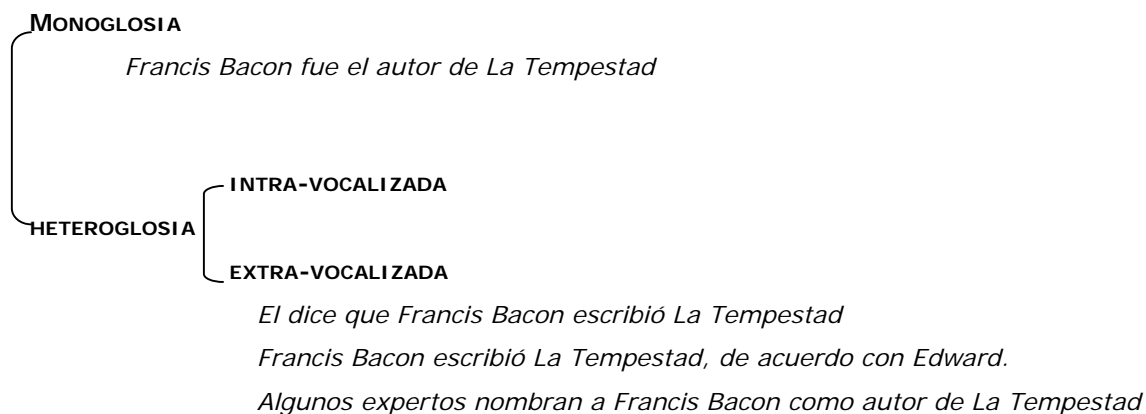 MONOGLOSIA
Francis Bacon fue el autor de La Tempestad
INTRA-VOCALIZADA
HETEROGLOSIA
EXTRA-VOCALIZADA
El dice que Francis Bacon escribió La Tempestad
Francis Bacon escribió La Tempestad, de acuerdo con Edward.
Algunos expertos nombran a Francis Bacon como autor de La Tempestad